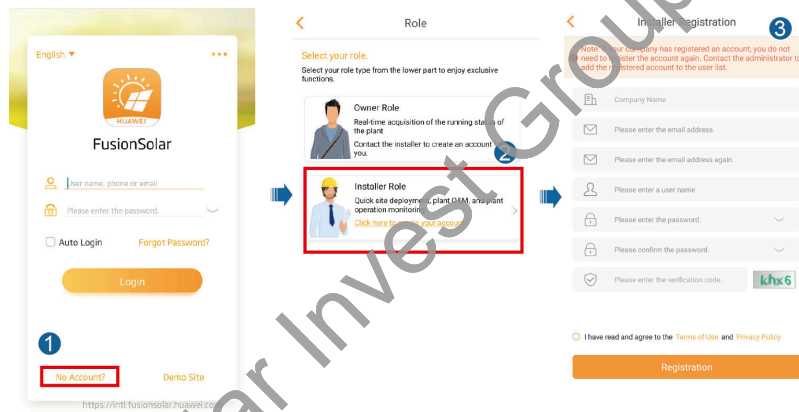 English ▼
HUAWEI
FusionSolar
User name, phone or email
Please enter the password.
Auto Login
Forgot Password?
Login
1
No Account?
Demo Site
https://intl.fusionsolar.huawei.com
Role
Select your role.
Select your role type from the lower part to enjoy exclusive
functions.
Owner Role
Real-time acquisition of the running status of
the plant
Contact the installer to create an account
you.
2
Installer Role
Quick site deployment, plant O&M, and plant
operation monitoring
Click here to create your account
Installer Registration
3
Note: If your company has registered an account, you do not
need to register the account again. Contact the administrator to
add the registered account to the user list.
Company Name
Please enter the email address.
Please enter the email address again.
Please enter a user name
Please enter the password.
Please confirm the password.
Please enter the verification code.
khx6
I have read and agree to the Terms of Use and Privacy Policy
Registration
ar Invest Group